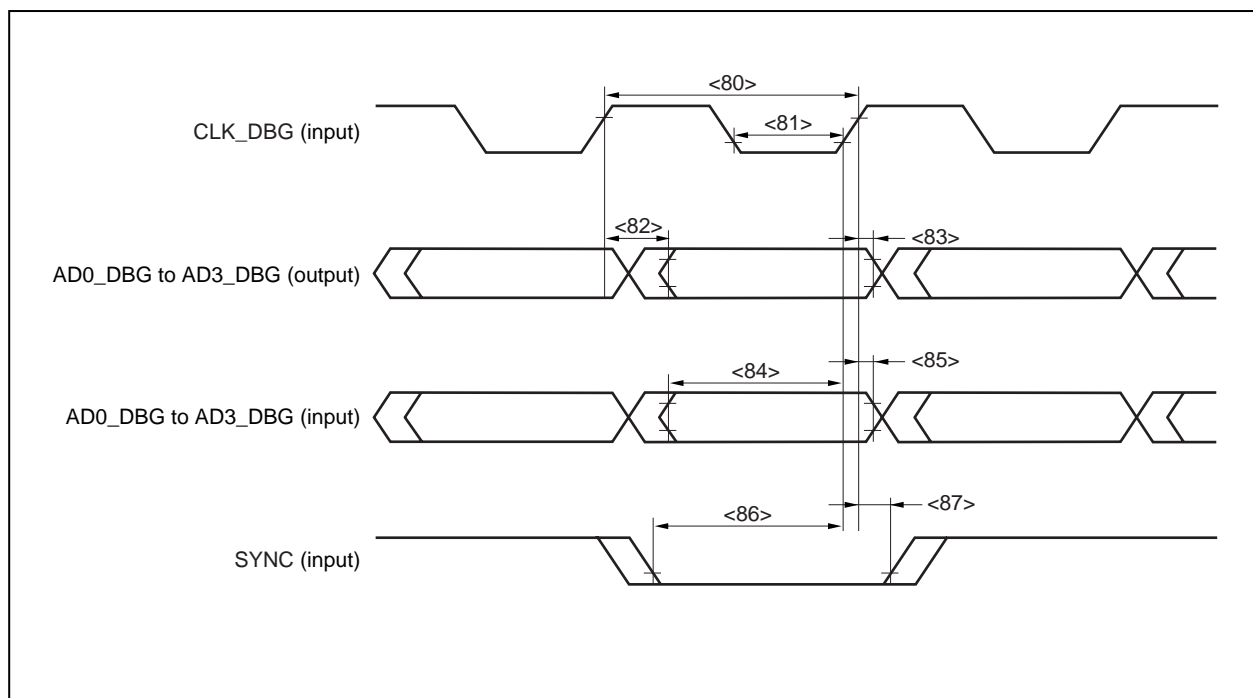 <80>
CLK_DBG (input)
<81>
<82>
<83>
AD0_DBG to AD3_DBG (output)
<84>
<85>
AD0_DBG to AD3_DBG (input)
<86>
<87>
SYNC (input)